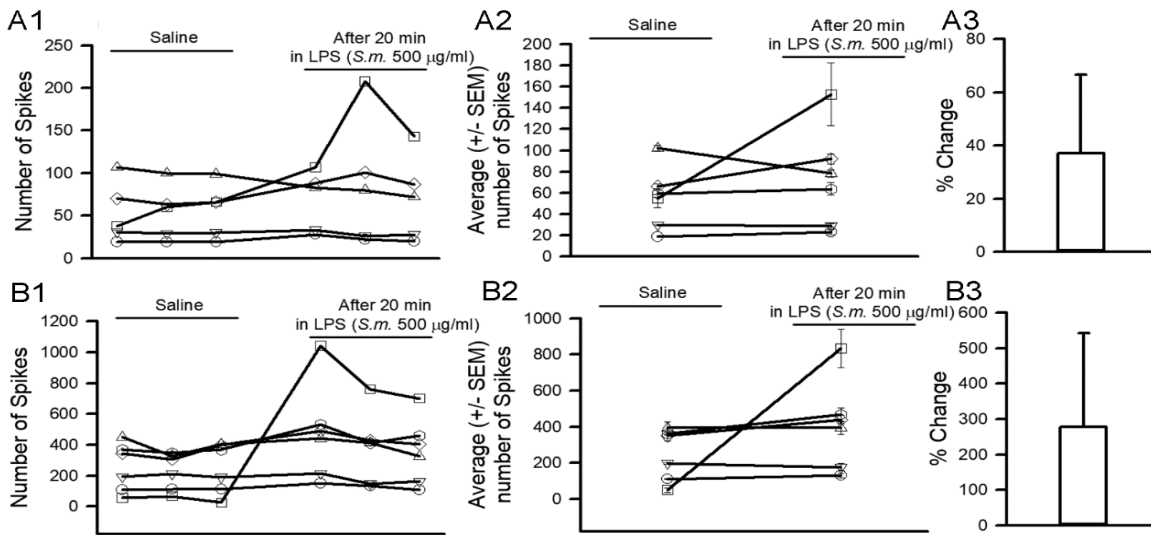 A1
Saline
After 20 min
in LPS (S.m. 500 μg/ml)
Number of Spikes
250
200
150
100
50
0
A2
Saline
After 20 min
in LPS (S.m. 500 μg/ml)
Average (+/- SEM)
number of Spikes
200
180
160
140
120
100
80
60
40
20
0
A3
% Change
80
60
40
20
0
B1
Saline
After 20 min
in LPS (S.m. 500 μg/ml)
Number of Spikes
1200
1000
800
600
400
200
0
B2
Saline
After 20 min
in LPS (S.m. 500 μg/ml)
Average (+/- SEM)
number of Spikes
1000
800
600
400
200
0
B3
% Change
600
500
400
300
200
100
0